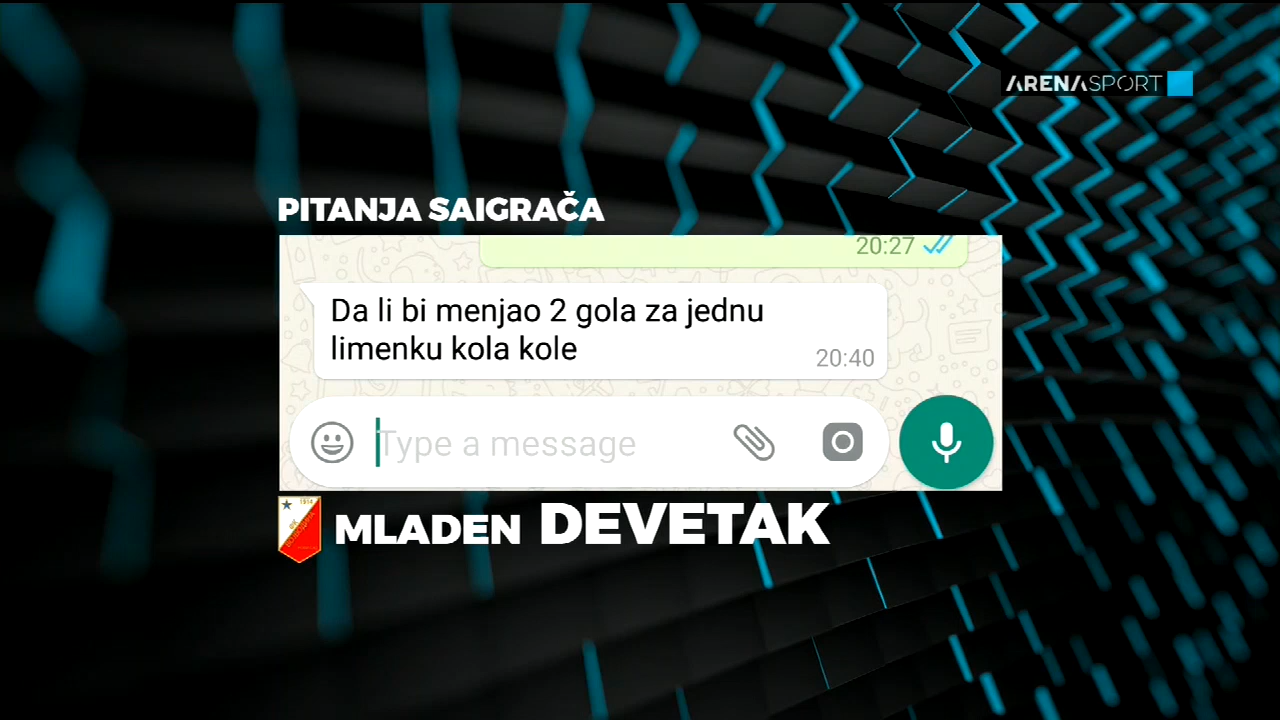 ARENASPORT
PITANJA SAIGRAČA
20:27
Da li bi menjao 2 gola za jednu
limenku kola kole
20:40
Type a message
1914
MLADEN DEVETAK